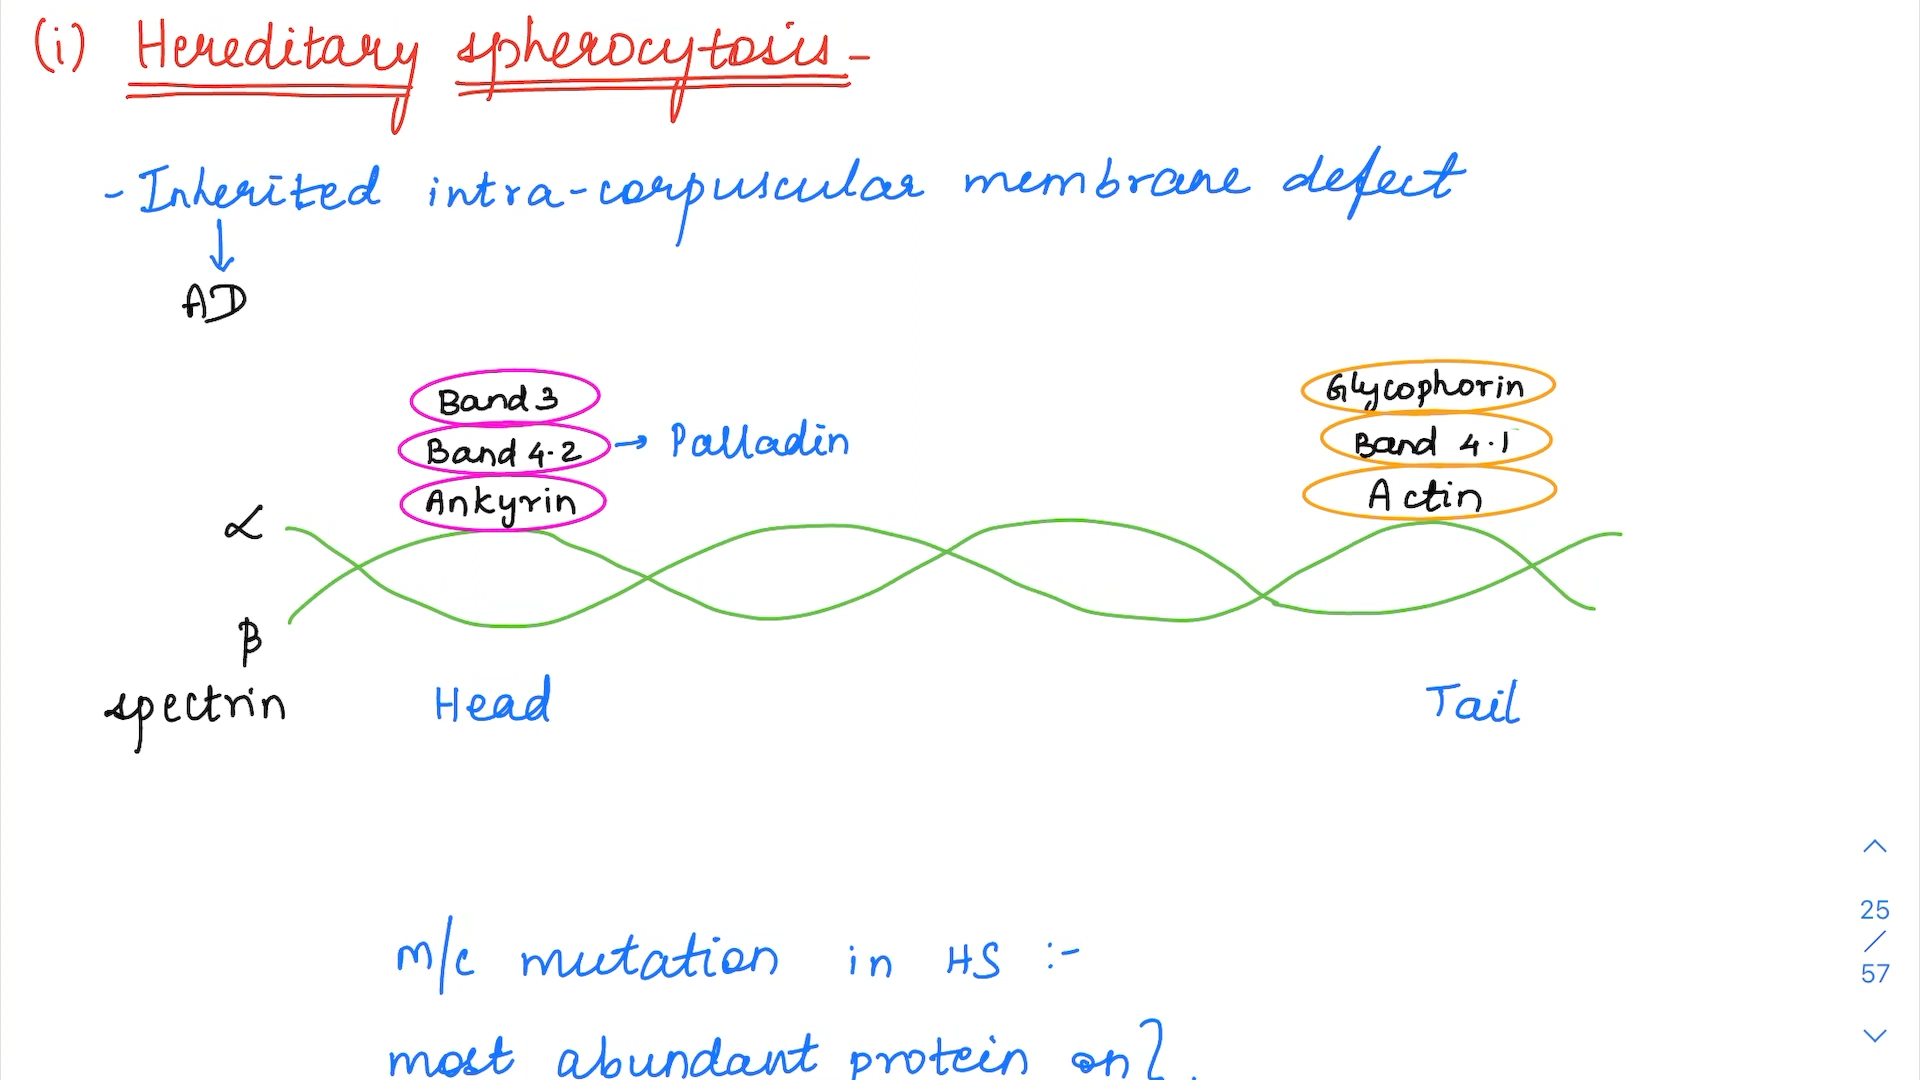 (i) Hereditary spherocytosis -
- Inherited intra-corpuscular membrane defect
AD
Band 3
Band 4.2 → Palladin
Ankyrin
Glycophorin
Band 4.1
Actin
α
β
spectrin
Head
Tail
m/c mutation in HS :-
most abundant protein on
25
/
57